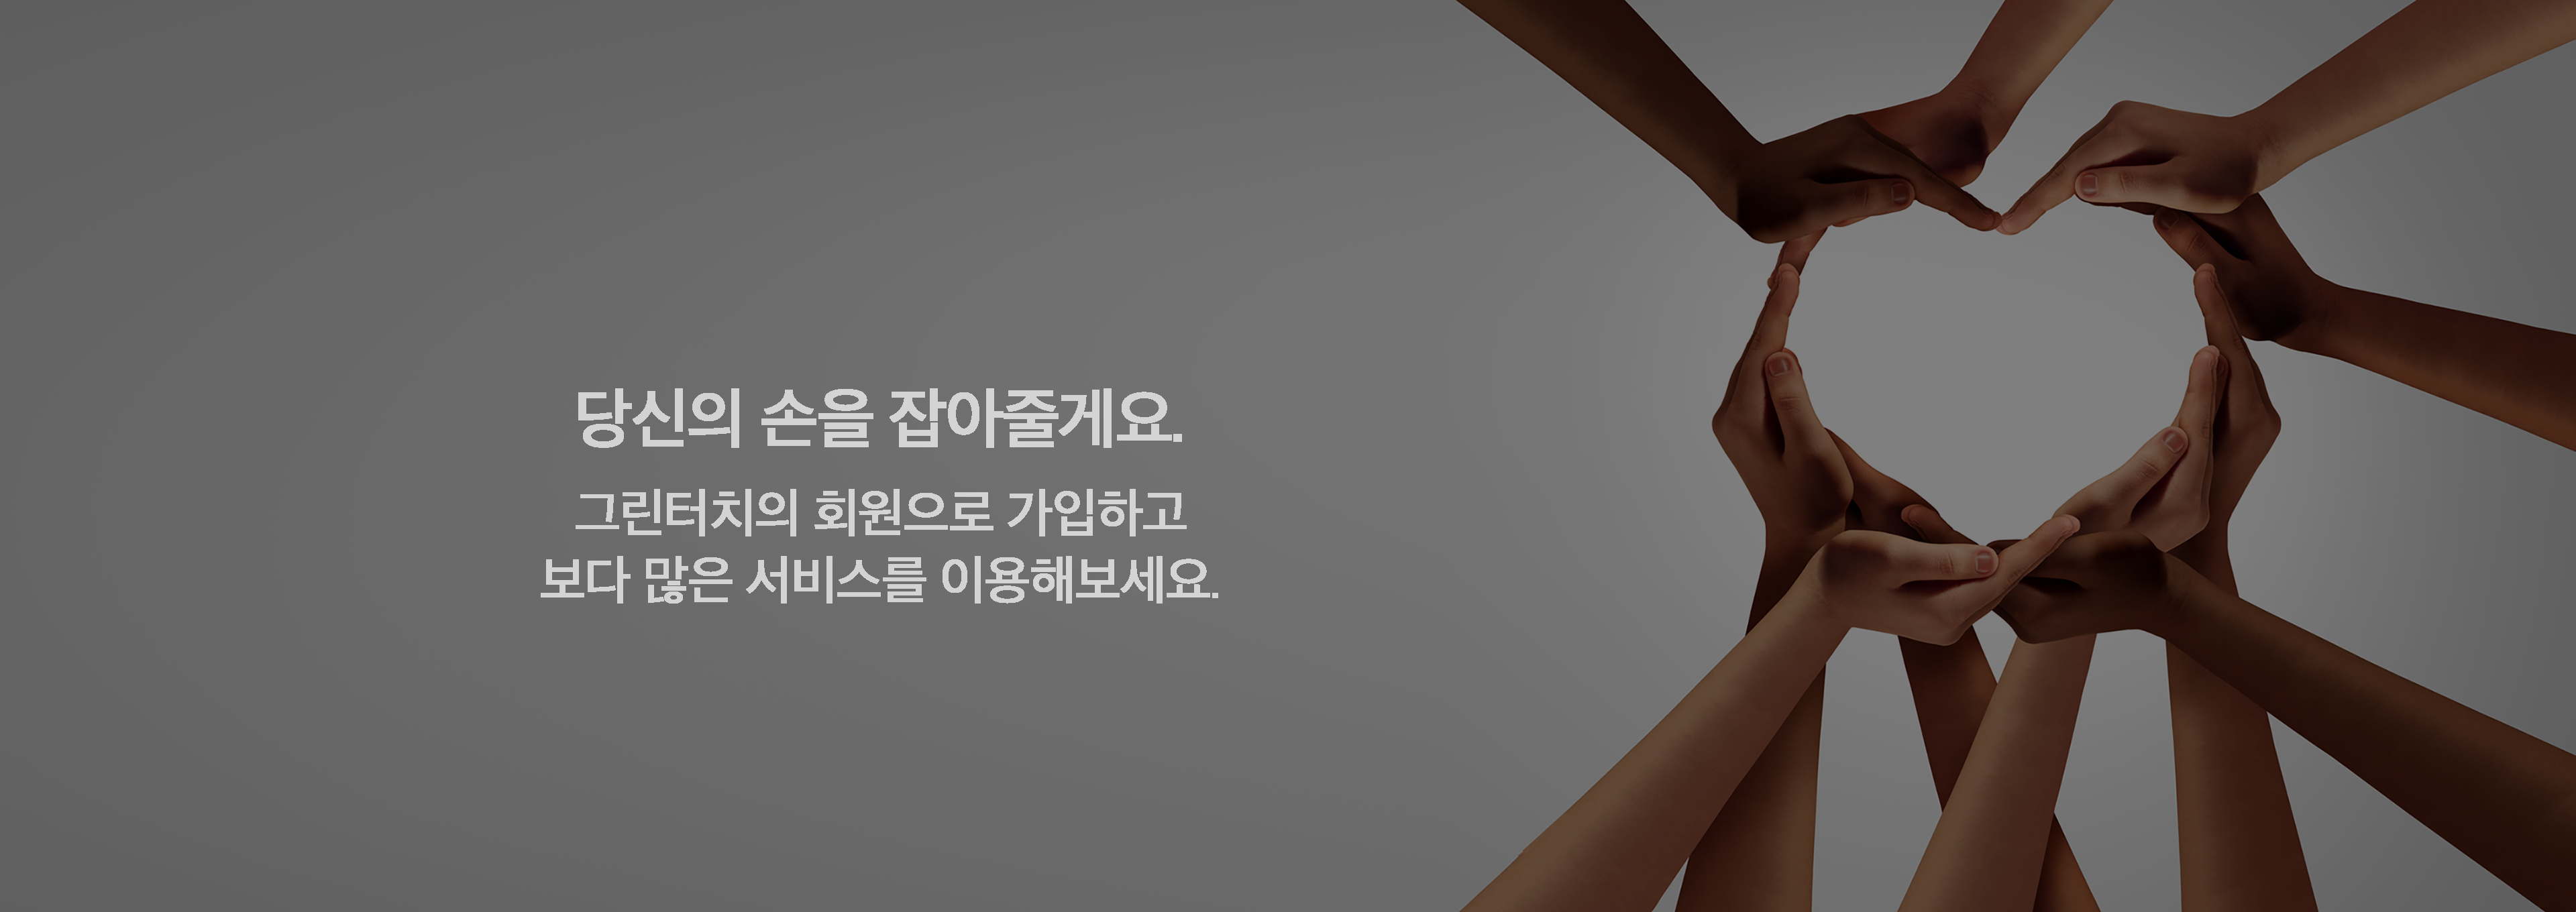 당신의 손을 잡아줄게요.
그린터치의 회원으로 가입하고
보다 많은 서비스를 이용해보세요.